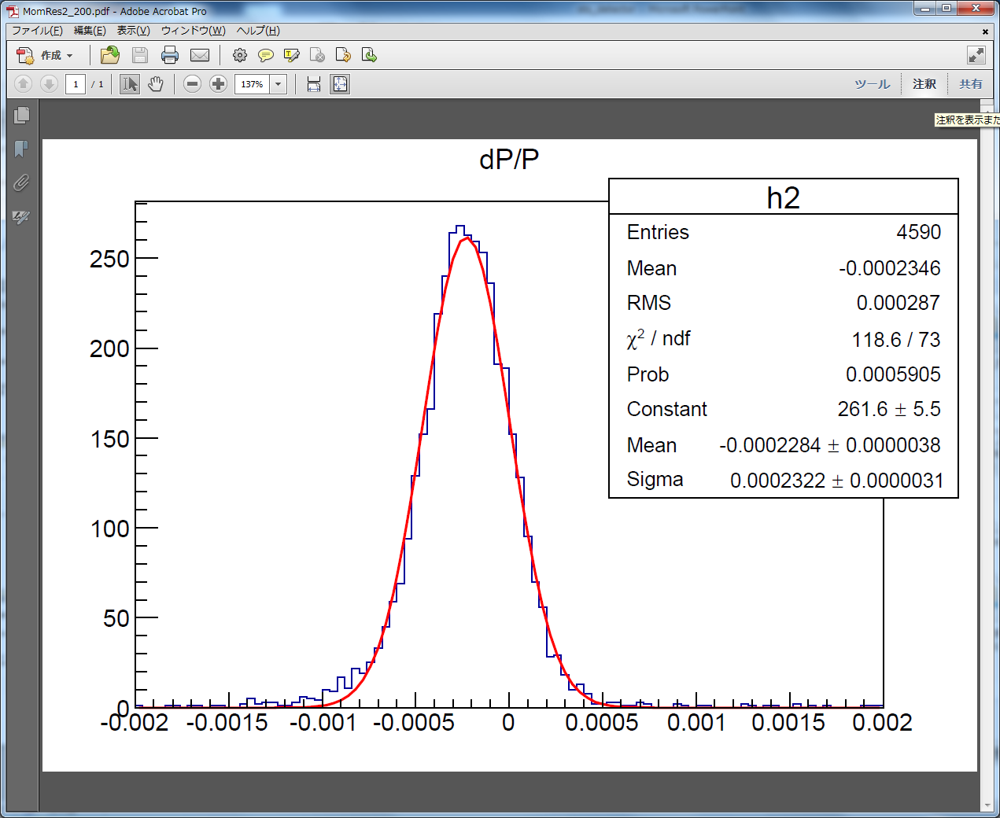 MomRes2_200.pdf - Adobe Acrobat Pro
ファイル(F) 編集(E) 表示(V) ウィンドウ(W) ヘルプ(H)
作成
1 / 1 137% ツール 注釈 共有
注釈を表示また
dP/P
h2
Entries 4590
Mean -0.0002346
RMS 0.000287
χ² / ndf 118.6 / 73
Prob 0.0005905
Constant 261.6 ± 5.5
Mean -0.0002284 ± 0.0000038
Sigma 0.0002322 ± 0.0000031
250
200
150
100
50
0
-0.002 -0.0015 -0.001 -0.0005 0 0.0005 0.001 0.0015 0.002